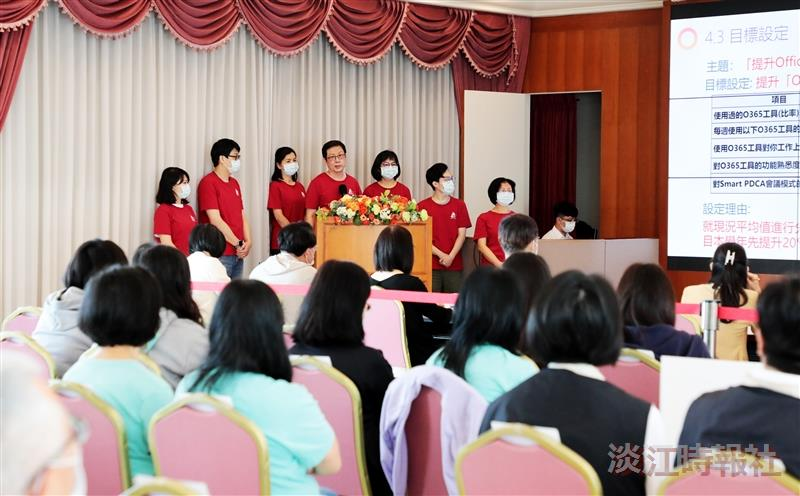 4.3 目標設定
主題：「提升Offic
目標設定: 提升「O
項目
使用過的O365工具(比率)
每週使用以下O365工具的
使用O365工具對你工作上
對O365工具的功能熟悉度
對Smart PDCA會議模式的
設定理由:
就現況平均值進行分
目本學年先提升20%
淡江時報社